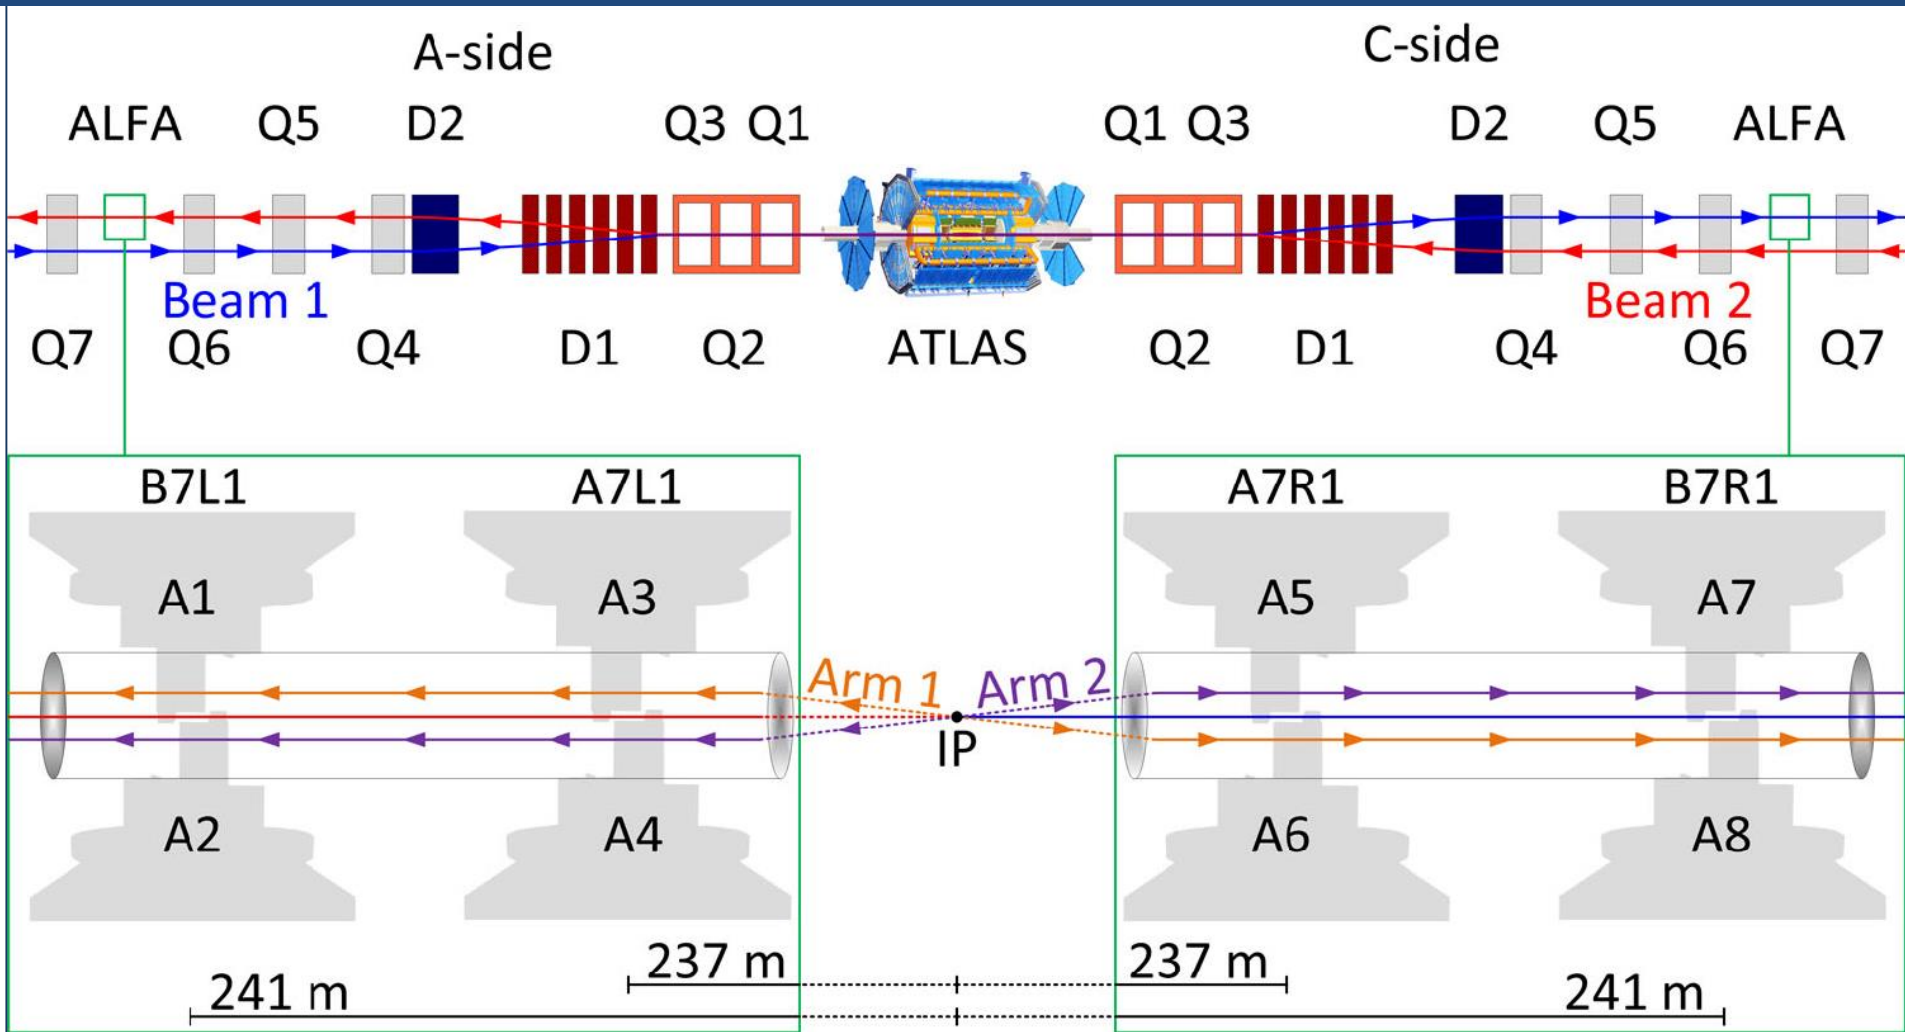 A-side C-side
ALFA Q5 D2 Q3 Q1 Q1 Q3 D2 Q5 ALFA
Beam 1 Beam 2
Q7 Q6 Q4 D1 Q2 ATLAS Q2 D1 Q4 Q6 Q7
B7L1 A7L1 A7R1 B7R1
A1 A3 A5 A7
Arm 1 Arm 2
IP
A2 A4 A6 A8
237 m 237 m
241 m 241 m